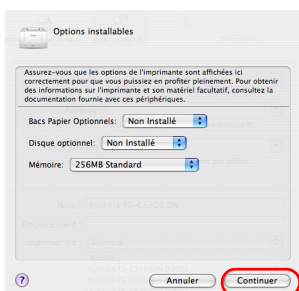 Options installables
Assurez-vous que les options de l'imprimante sont affichées ici
correctement pour que vous puissiez en profiter pleinement. Pour obtenir
des informations sur l'imprimante et son matériel facultatif, consultez la
documentation fournie avec ces périphériques.
Bacs Papier Optionnels: Non Installé
Disque optionnel: Non Installé
Mémoire: 256MB Standard
? Annuler Continuer